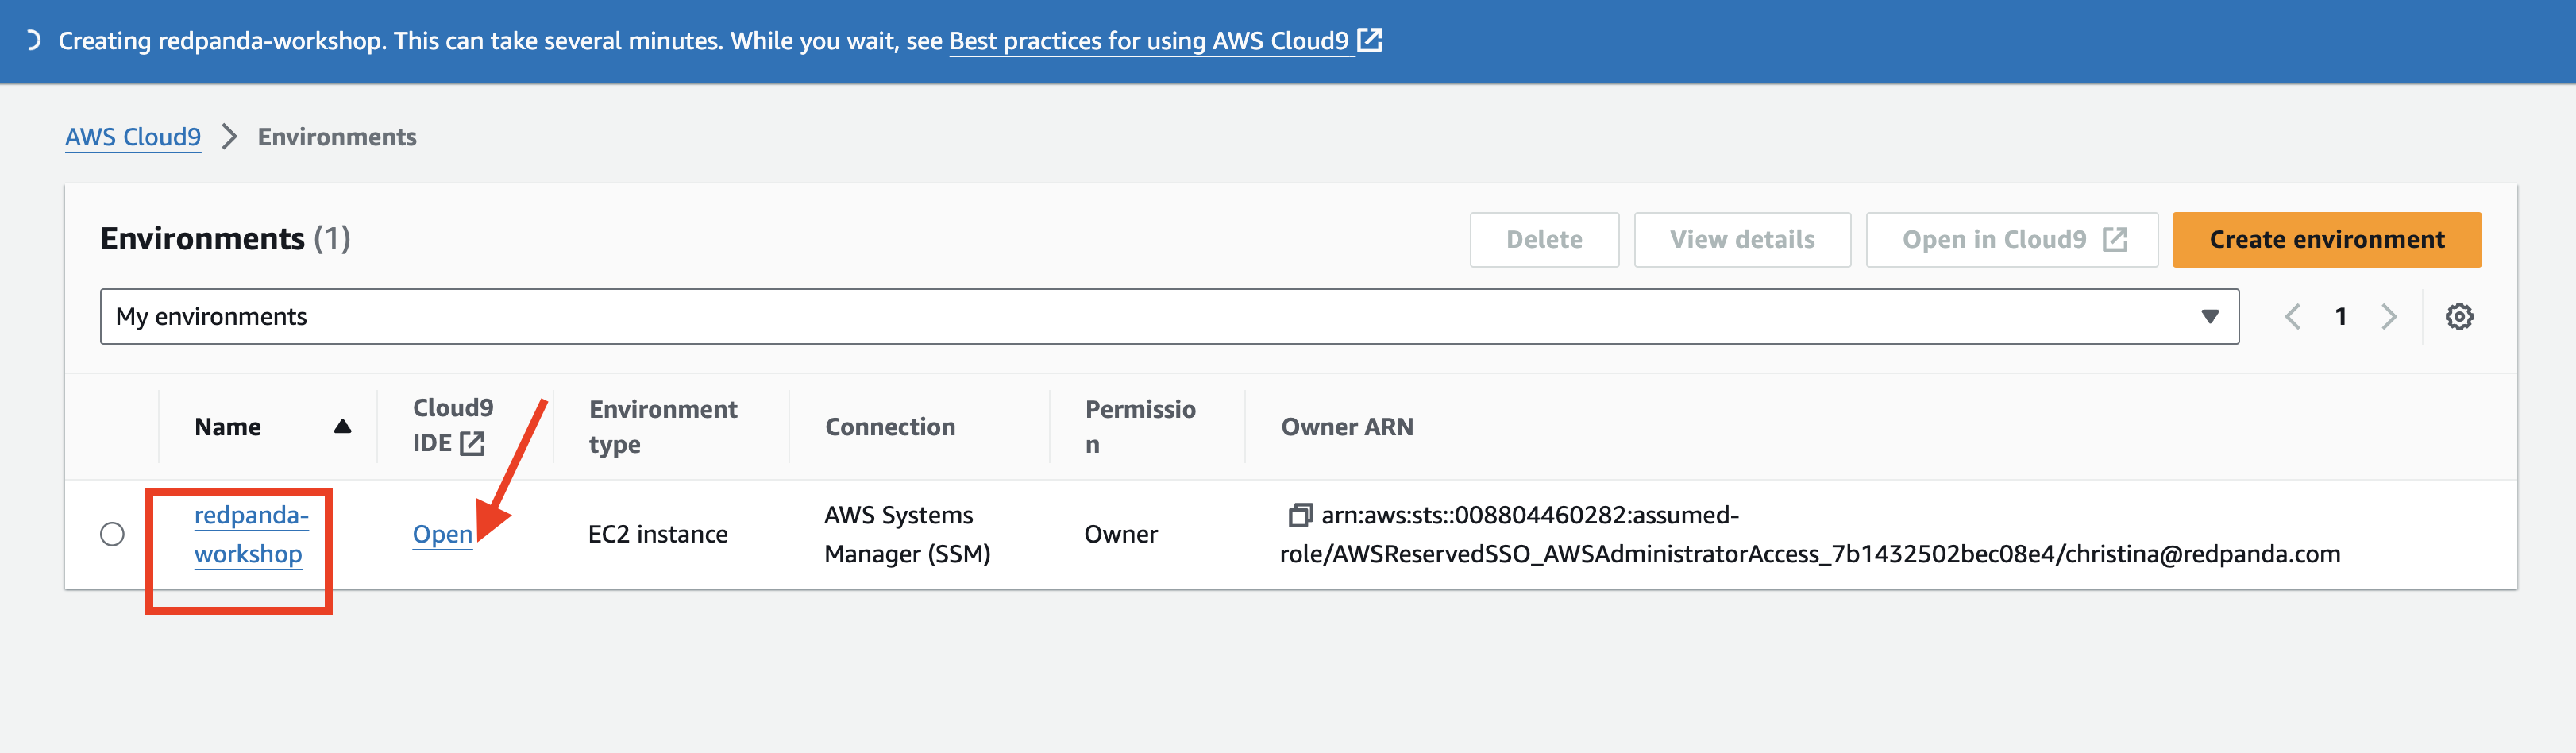 Creating redpanda-workshop. This can take several minutes. While you wait, see Best practices for using AWS Cloud9
AWS Cloud9 > Environments
Environments (1)
Delete
View details
Open in Cloud9
Create environment
My environments
1
Name
Cloud9
IDE
Environment
type
Connection
Permissio
n
Owner ARN
redpanda-
workshop
Open
EC2 instance
AWS Systems
Manager (SSM)
Owner
arn:aws:sts::008804460282:assumed-
role/AWSReservedSSO_AWSAdministratorAccess_7b1432502bec08e4/christina@redpanda.com